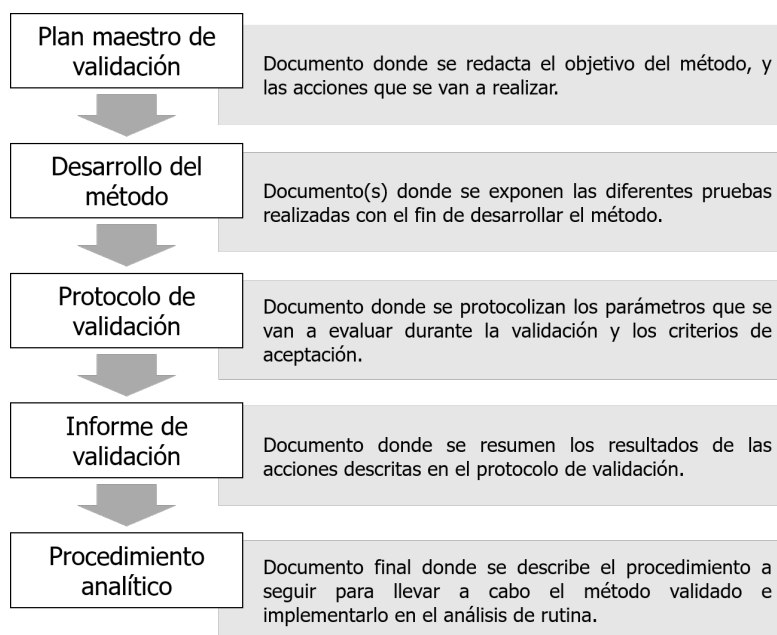 Plan maestro de
validación
Documento donde se redacta el objetivo del método, y
las acciones que se van a realizar.
Desarrollo del
método
Documento(s) donde se exponen las diferentes pruebas
realizadas con el fin de desarrollar el método.
Protocolo de
validación
Documento donde se protocolizan los parámetros que se
van a evaluar durante la validación y los criterios de
aceptación.
Informe de
validación
Documento donde se resumen los resultados de las
acciones descritas en el protocolo de validación.
Procedimiento
analítico
Documento final donde se describe el procedimiento a
seguir para llevar a cabo el método validado e
implementarlo en el análisis de rutina.